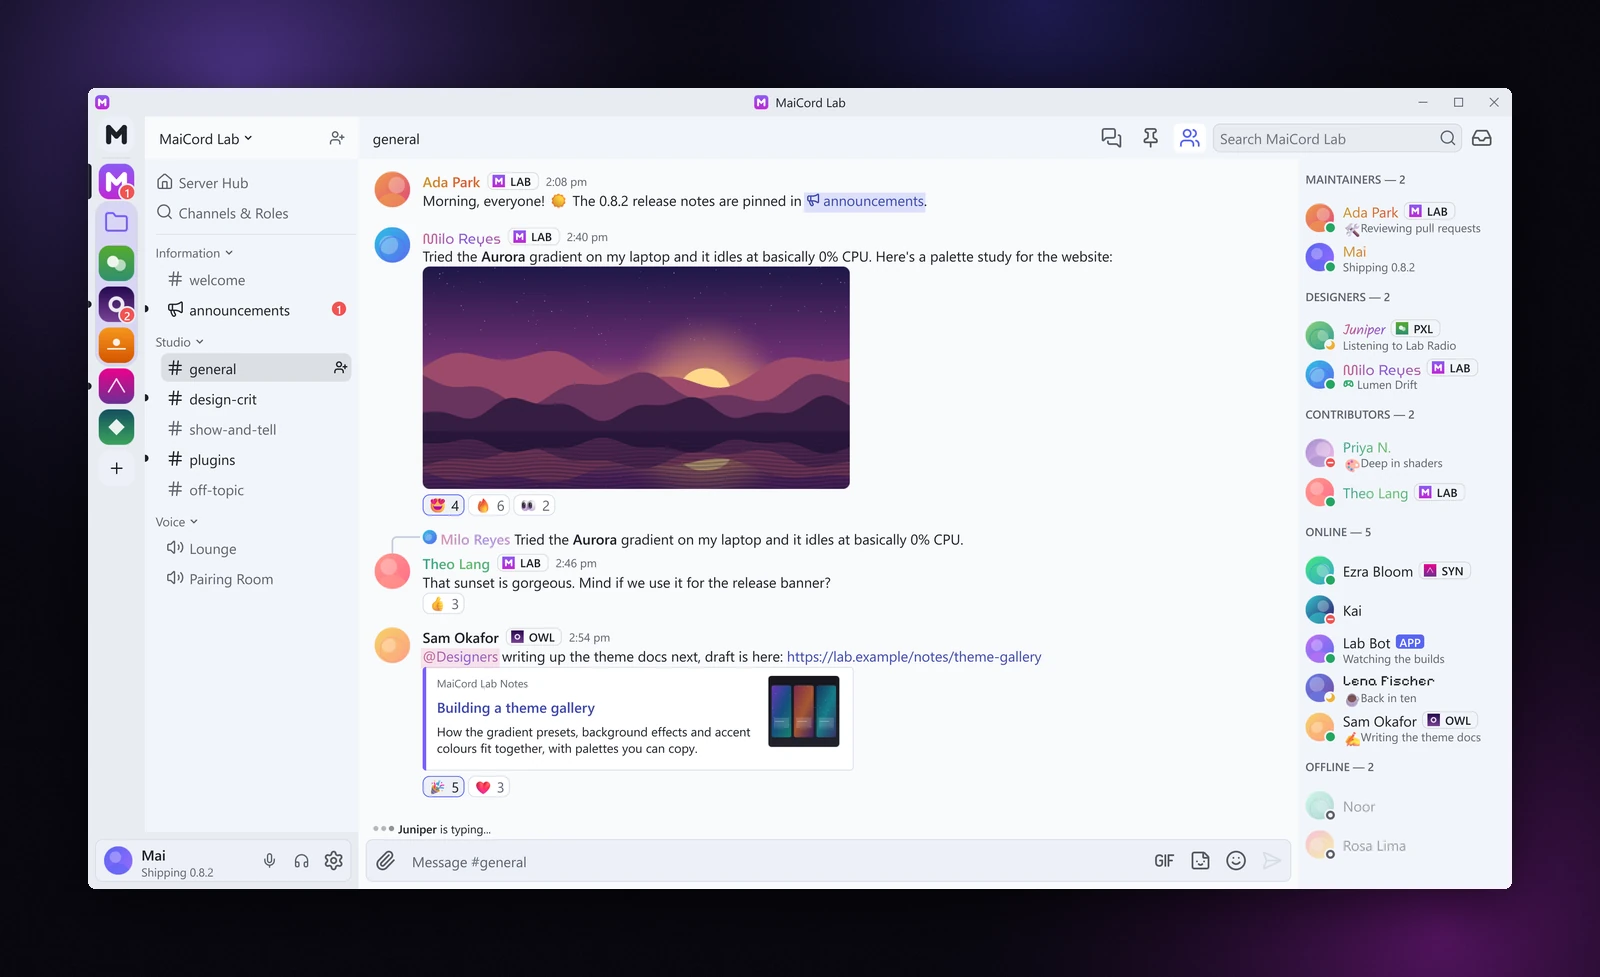 MaiCord Lab
MaiCord Lab
general
Search MaiCord Lab
1
2
Server Hub
Channels & Roles
Information
welcome
announcements 1
Studio
general
design-crit
show-and-tell
plugins
off-topic
Voice
Lounge
Pairing Room
Mai
Shipping 0.8.2
Ada Park LAB 2:08 pm
Morning, everyone! The 0.8.2 release notes are pinned in announcements.
Milo Reyes LAB 2:40 pm
Tried the Aurora gradient on my laptop and it idles at basically 0% CPU. Here's a palette study for the website:
4 6 2
Milo Reyes Tried the Aurora gradient on my laptop and it idles at basically 0% CPU.
Theo Lang LAB 2:46 pm
That sunset is gorgeous. Mind if we use it for the release banner?
3
Sam Okafor OWL 2:54 pm
@Designers writing up the theme docs next, draft is here: https://lab.example/notes/theme-gallery
MaiCord Lab Notes
Building a theme gallery
How the gradient presets, background effects and accent
colours fit together, with palettes you can copy.
5 3
Juniper is typing...
Message #general
GIF
MAINTAINERS — 2
Ada Park LAB
Reviewing pull requests
Mai
Shipping 0.8.2
DESIGNERS — 2
Juniper PXL
Listening to Lab Radio
Milo Reyes LAB
Lumen Drift
CONTRIBUTORS — 2
Priya N.
Deep in shaders
Theo Lang LAB
ONLINE — 5
Ezra Bloom SYN
Kai
Lab Bot APP
Watching the builds
Lena Fischer
Back in ten
Sam Okafor OWL
Writing the theme docs
OFFLINE — 2
Noor
Rosa Lima